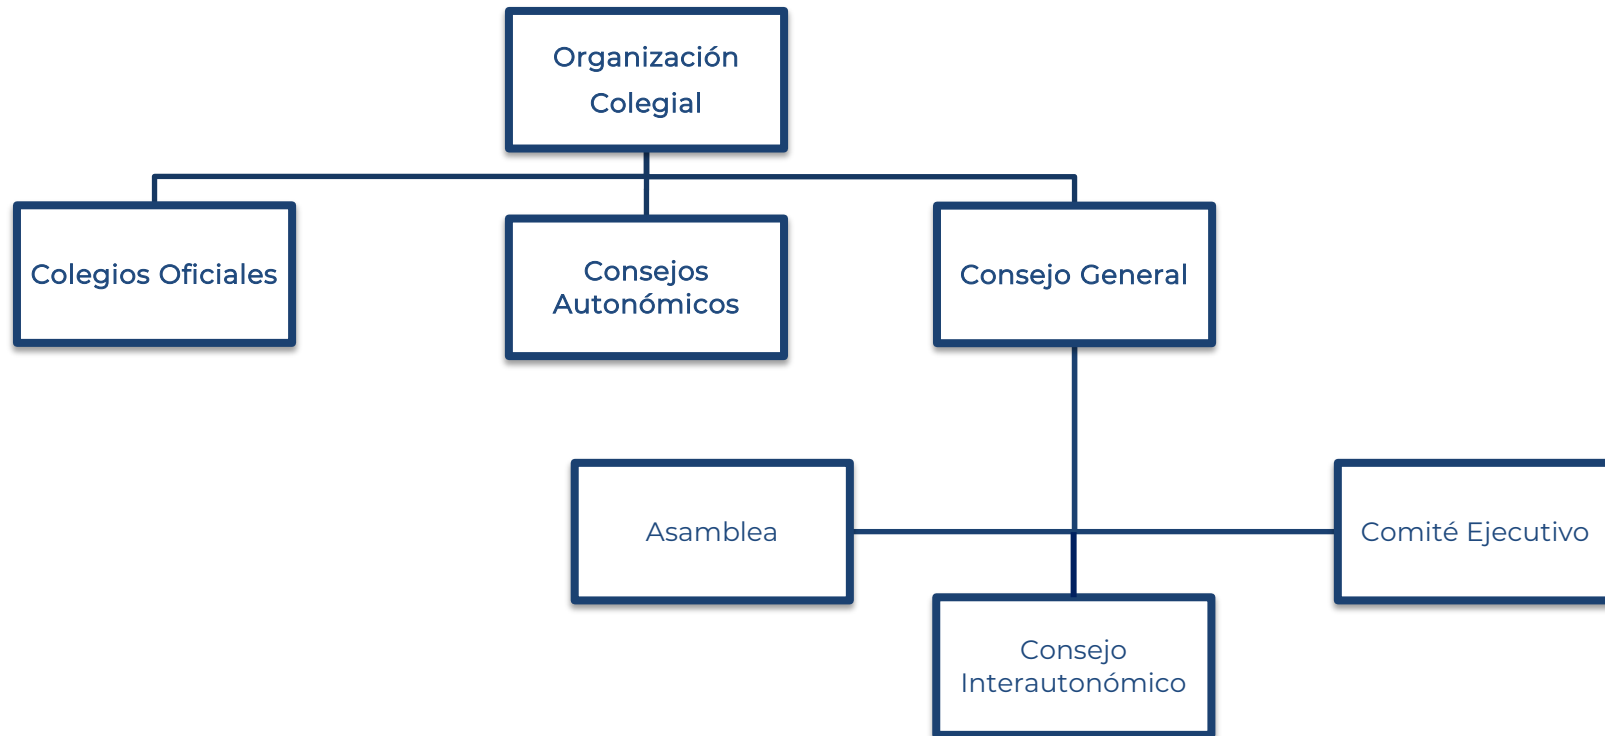 Organización
Colegial
Colegios Oficiales
Consejos
Autonómicos
Consejo General
Asamblea
Comité Ejecutivo
Consejo
Interautonómico